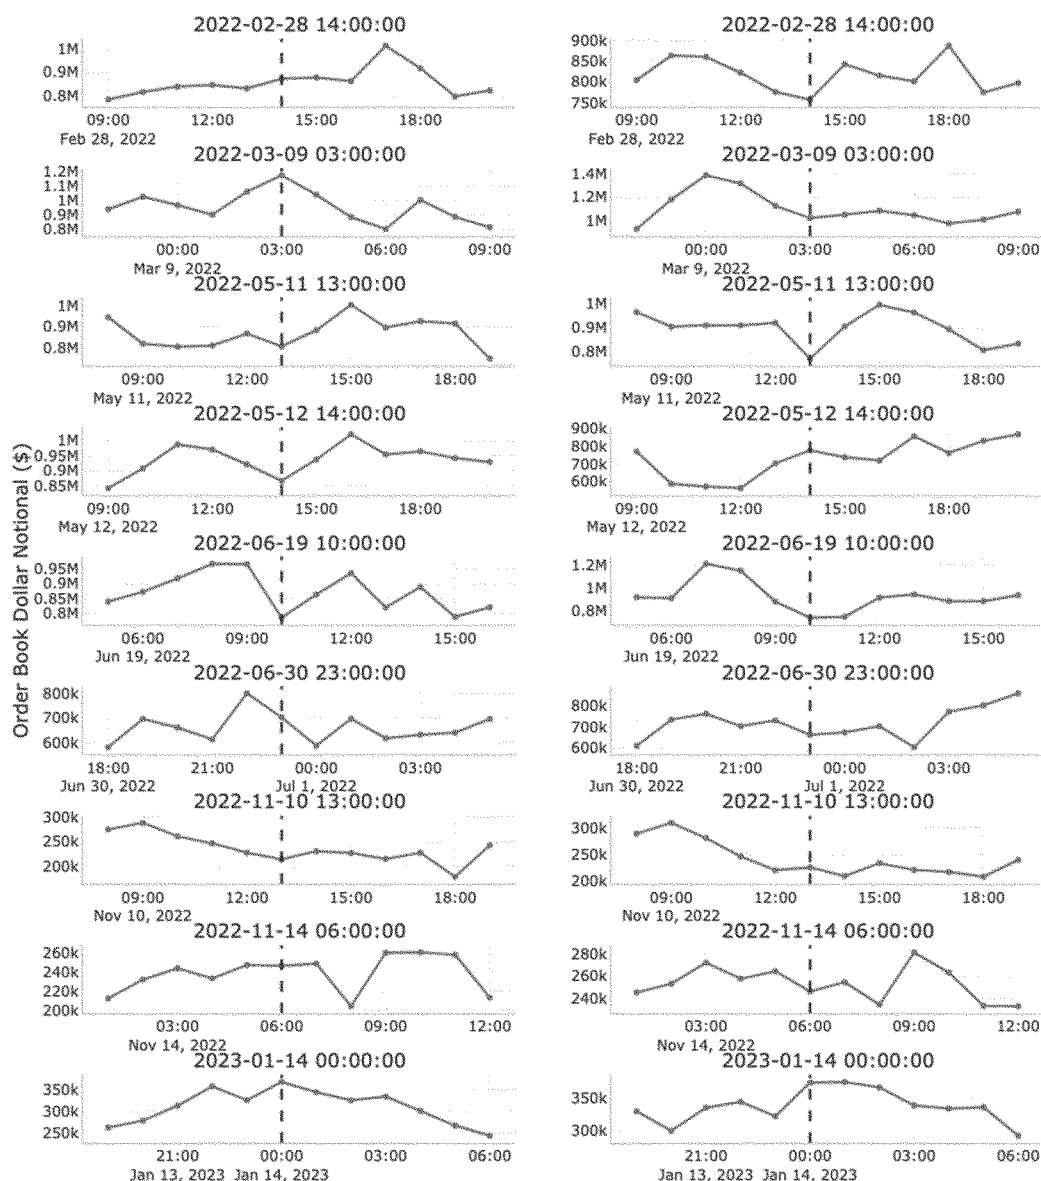 2022-02-28 14:00:00
1M
0.9M
0.8M
09:00 12:00 15:00 18:00
Feb 28, 2022
900k
850k
800k
750k
09:00 12:00 15:00 18:00
Feb 28, 2022
2022-03-09 03:00:00
1.2M
1.1M
1M
0.9M
0.8M
00:00 03:00 06:00 09:00
Mar 9, 2022
2022-03-09 03:00:00
1.4M
1.2M
1M
00:00 03:00 06:00 09:00
Mar 9, 2022
2022-05-11 13:00:00
1M
0.9M
0.8M
09:00 12:00 15:00 18:00
May 11, 2022
2022-05-11 13:00:00
1M
0.9M
0.8M
09:00 12:00 15:00 18:00
May 11, 2022
Order Book Dollar Notional ($)
2022-05-12 14:00:00
1M
0.95M
0.9M
0.85M
09:00 12:00 15:00 18:00
May 12, 2022
2022-05-12 14:00:00
900k
800k
700k
600k
09:00 12:00 15:00 18:00
May 12, 2022
2022-06-19 10:00:00
0.95M
0.9M
0.85M
0.8M
06:00 09:00 12:00 15:00
Jun 19, 2022
2022-06-19 10:00:00
1.2M
1M
0.8M
06:00 09:00 12:00 15:00
Jun 19, 2022
2022-06-30 23:00:00
800k
700k
600k
18:00 21:00 00:00 03:00
Jun 30, 2022 Jul 1, 2022
2022-06-30 23:00:00
800k
700k
600k
18:00 21:00 00:00 03:00
Jun 30, 2022 Jul 1, 2022
2022-11-10 13:00:00
300k
250k
200k
09:00 12:00 15:00 18:00
Nov 10, 2022
2022-11-10 13:00:00
300k
250k
200k
09:00 12:00 15:00 18:00
Nov 10, 2022
2022-11-14 06:00:00
260k
240k
220k
200k
03:00 06:00 09:00 12:00
Nov 14, 2022
2022-11-14 06:00:00
280k
260k
240k
03:00 06:00 09:00 12:00
Nov 14, 2022
2023-01-14 00:00:00
350k
300k
250k
21:00 00:00 03:00 06:00
Jan 13, 2023 Jan 14, 2023
2023-01-14 00:00:00
350k
300k
21:00 00:00 03:00 06:00
Jan 13, 2023 Jan 14, 2023